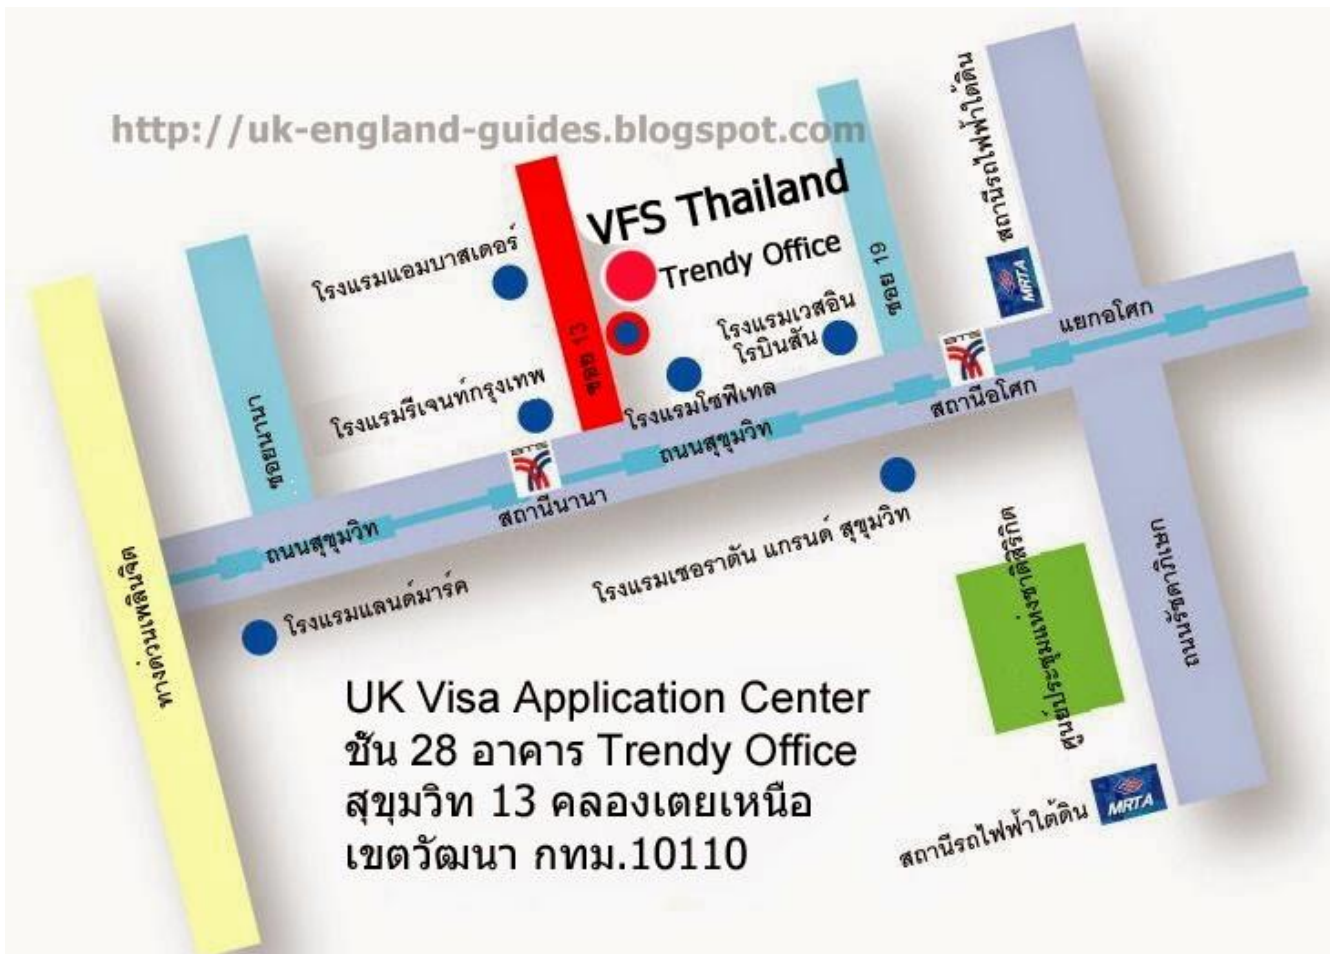 http://uk-england-guides.blogspot.com
สถานีรถไฟฟ้าใต้ดิน
VFS Thailand
Trendy Office
โรงแรมแอมบาสเดอร์
ซอย 19
MRTA
แยกอโศก
โรงแรมเวสอิน
โรบินสัน
ซอย 13
BTS
สถานีอโศก
โรงแรมรีเจนท์กรุงเทพ
โรงแรมโซฟีเทล
ซอยนานา
BTS
ถนนสุขุมวิท
สถานีนานา
ถนนสุขุมวิท
โรงแรมเชอราตัน แกรนด์ สุขุมวิท
ทางด่วนเพลินจิต
โรงแรมแลนด์มาร์ค
ศูนย์ประชุมแห่งชาติสิริกิติ์
ถนนรัชดาภิเษก
UK Visa Application Center
ชั้น 28 อาคาร Trendy Office
สุขุมวิท 13 คลองเตยเหนือ
เขตวัฒนา กทม.10110
MRTA
สถานีรถไฟฟ้าใต้ดิน